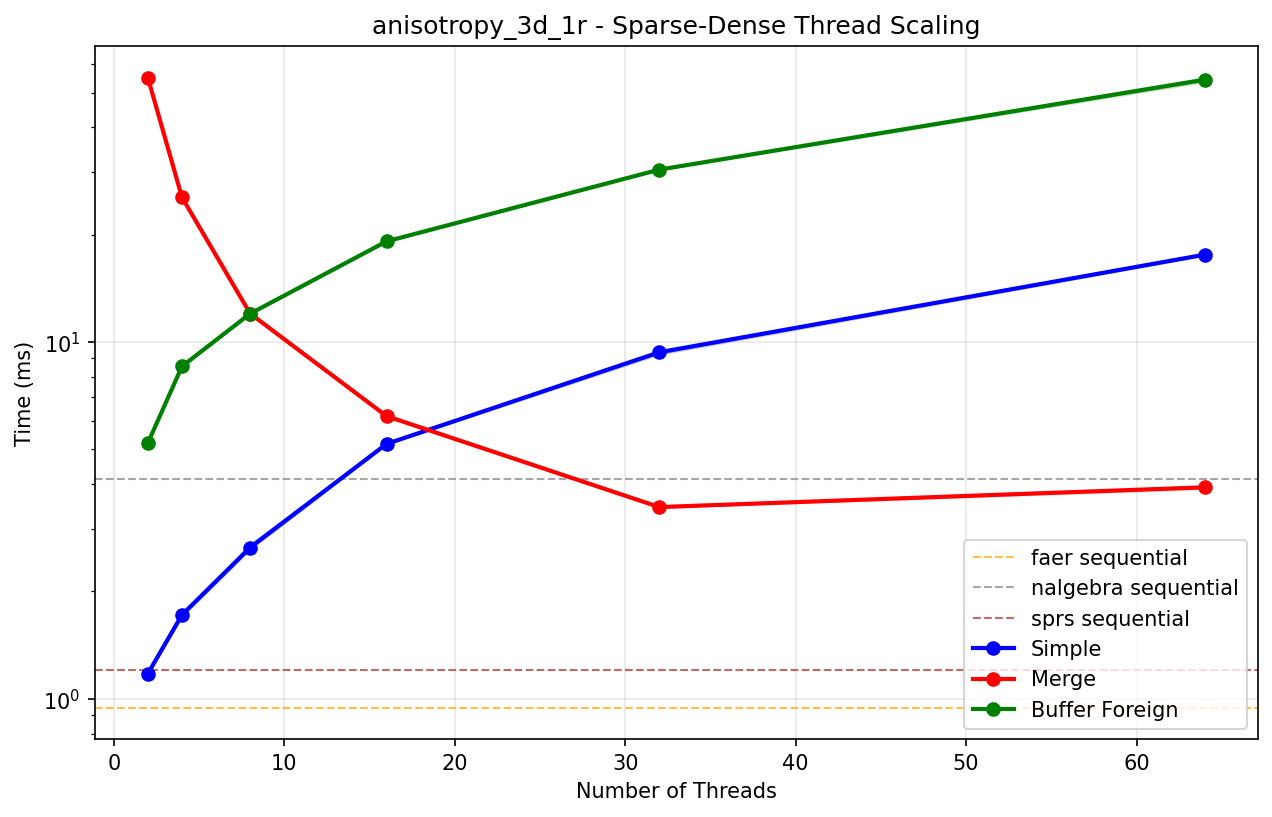 anisotropy_3d_1r - Sparse-Dense Thread Scaling
Time (ms)
10¹
10⁰
0 10 20 30 40 50 60
Number of Threads
faer sequential
nalgebra sequential
sprs sequential
Simple
Merge
Buffer Foreign